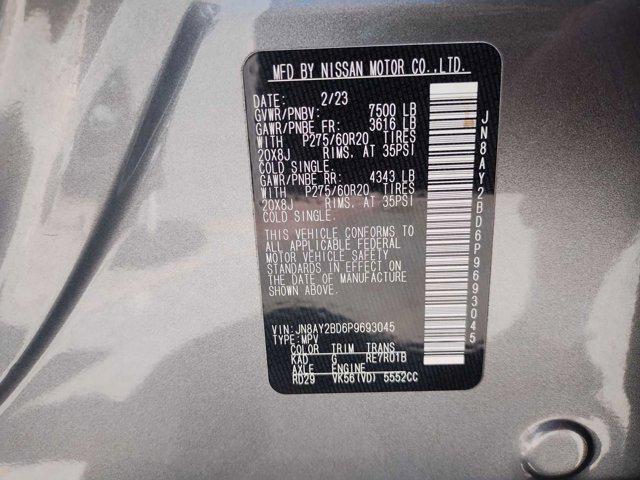 MFD BY NISSAN MOTOR CO.,LTD.
DATE: 2/23
GVWR/PNBV: 7500 LB
GAWR/PNBE FR: 3616 LB
WITH P275/60R20 TIRES
20X8J RIMS, AT 35PSI
COLD SINGLE.
GAWR/PNBE RR: 4343 LB
WITH P275/60R20 TIRES
20X8J RIMS, AT 35PSI
COLD SINGLE.
THIS VEHICLE CONFORMS TO
ALL APPLICABLE FEDERAL
MOTOR VEHICLE SAFETY
STANDARDS IN EFFECT ON
THE DATE OF MANUFACTURE
SHOWN ABOVE.
VIN:JN8AY2BD6P9693045
TYPE:MPV
COLOR TRIM TRANS
KAD G RE7R01B
AXLE ENGINE
RD29 VK56(VD) 5552CC
JN8AY2BD6P9693045